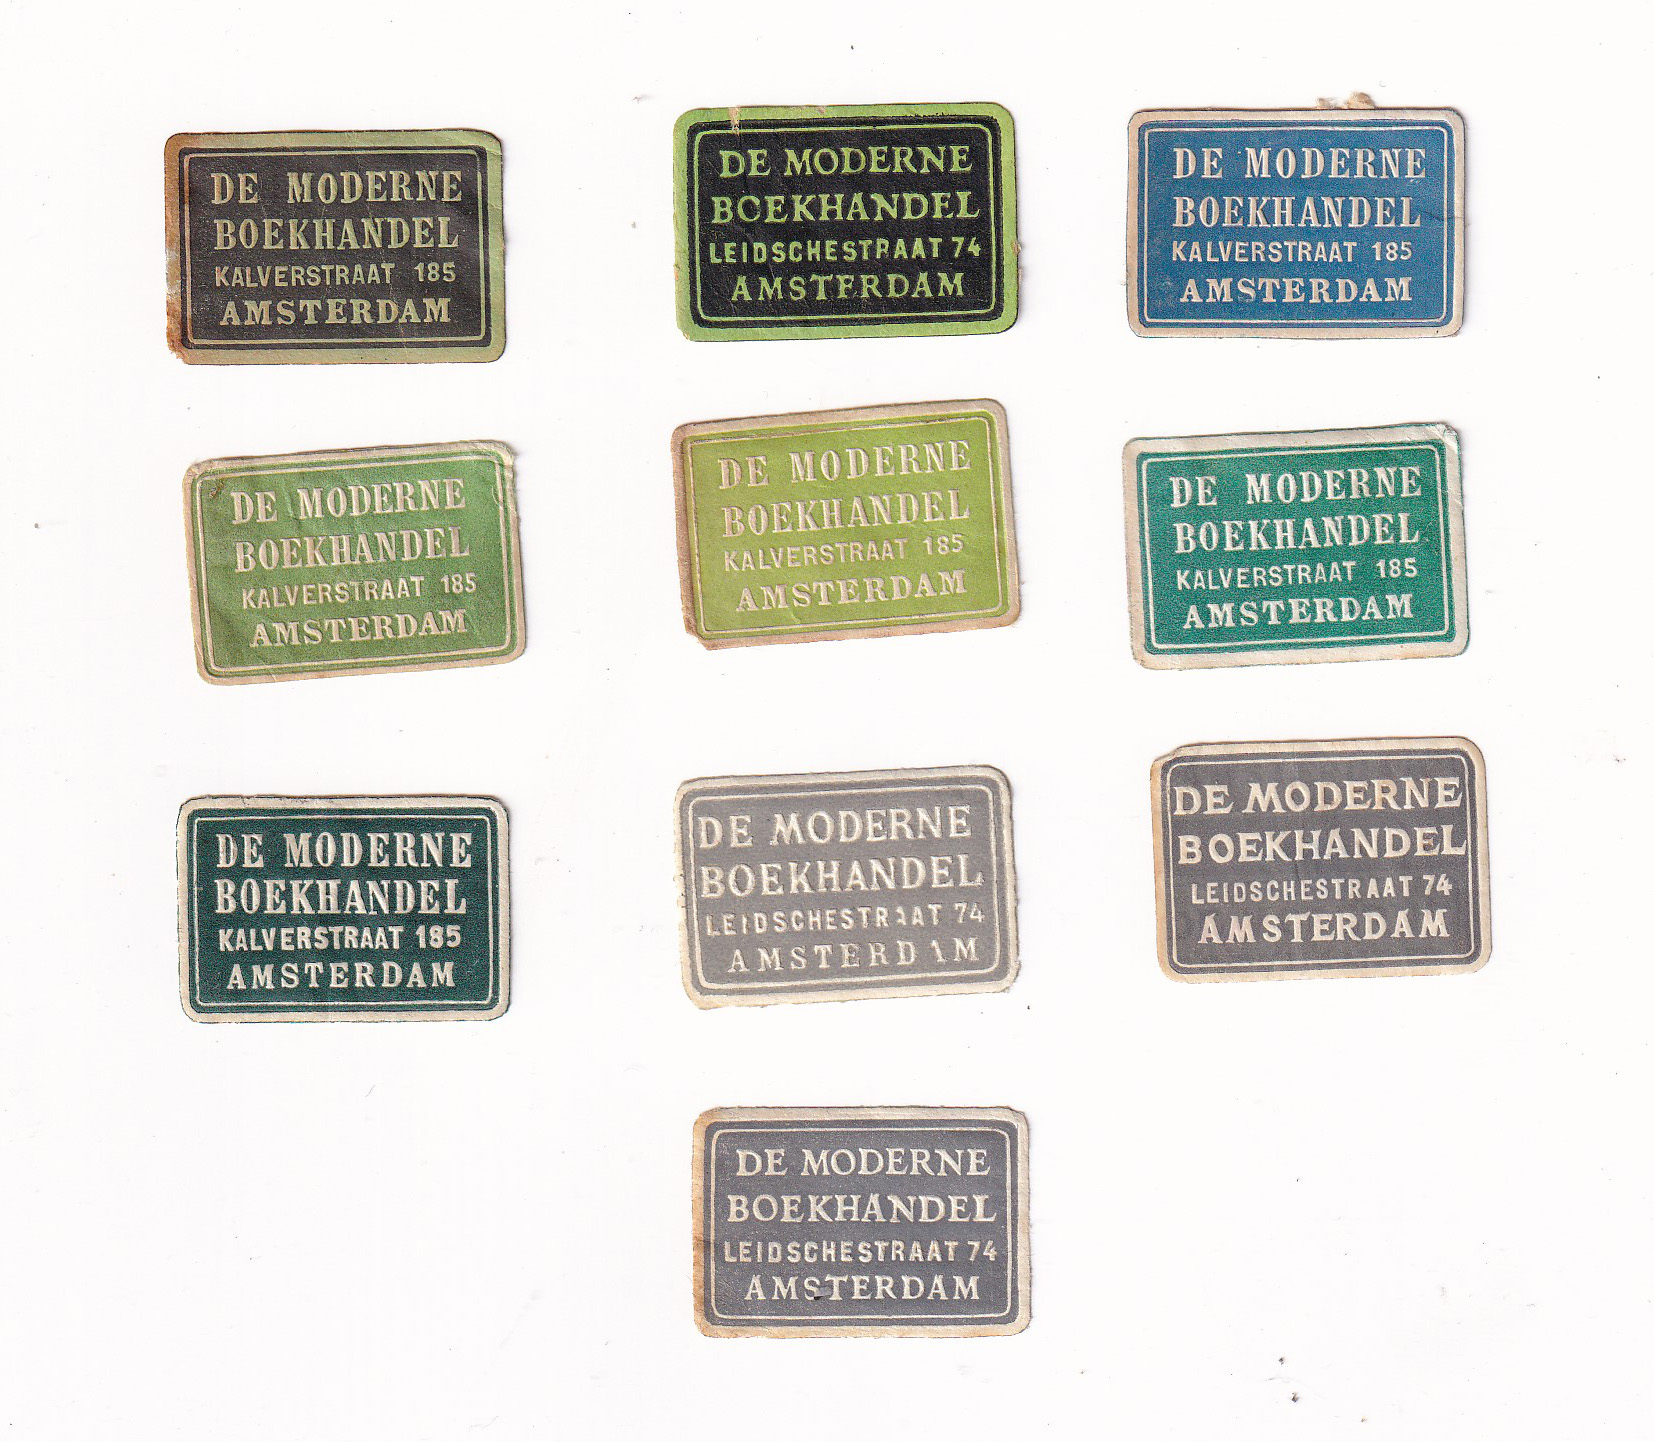 DE MODERNE
BOEKHANDEL
KALVERSTRAAT 185
AMSTERDAM
DE MODERNE
BOEKHANDEL
LEIDSCHESTRAAT 74
AMSTERDAM
DE MODERNE
BOEKHANDEL
KALVERSTRAAT 185
AMSTERDAM
DE MODERNE
BOEKHANDEL
KALVERSTRAAT 185
AMSTERDAM
DE MODERNE
BOEKHANDEL
KALVERSTRAAT 185
AMSTERDAM
DE MODERNE
BOEKHANDEL
KALVERSTRAAT 185
AMSTERDAM
DE MODERNE
BOEKHANDEL
KALVERSTRAAT 185
AMSTERDAM
DE MODERNE
BOEKHANDEL
LEIDSCHESTRAAT 74
AMSTERDAM
DE MODERNE
BOEKHANDEL
LEIDSCHESTRAAT 74
AMSTERDAM
DE MODERNE
BOEKHANDEL
LEIDSCHESTRAAT 74
AMSTERDAM